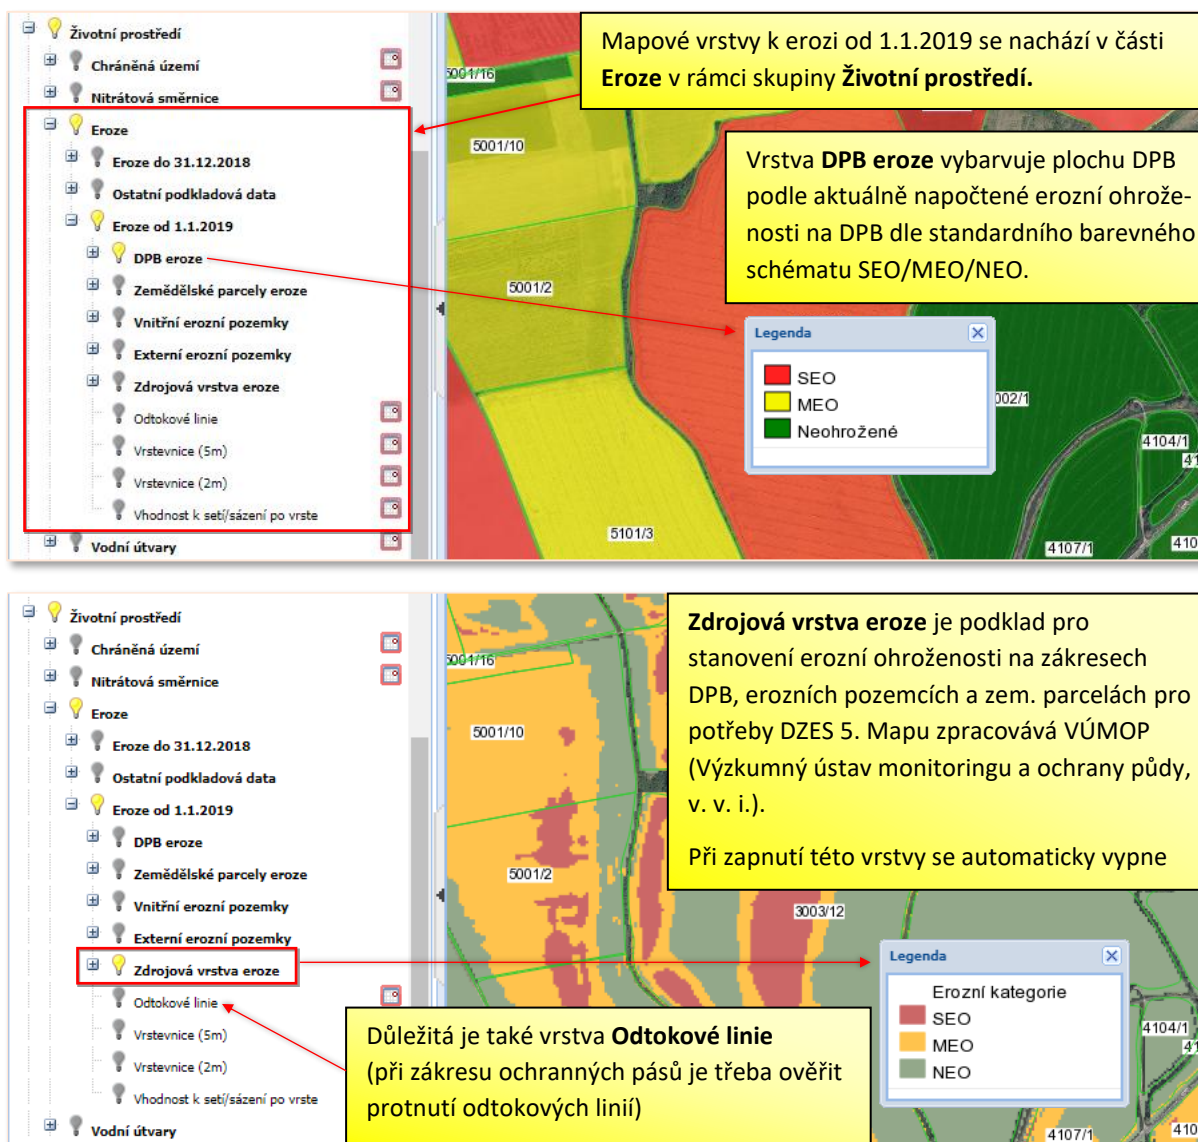 Životní prostředí
Chráněná území
Nitrátová směrnice
Eroze
Eroze do 31.12.2018
Ostatní podkladová data
Eroze od 1.1.2019
DPB eroze
Zemědělské parcely eroze
Vnitřní erozní pozemky
Externí erozní pozemky
Zdrojová vrstva eroze
Odtokové linie
Vrstevnice (5m)
Vrstevnice (2m)
Vhodnost k setí/sázení po vrste
Vodní útvary
Mapové vrstvy k erozi od 1.1.2019 se nachází v části
Eroze v rámci skupiny Životní prostředí.
Vrstva DPB eroze vybarvuje plochu DPB
podle aktuálně napočtené erozní ohrože-
nosti na DPB dle standardního barevného
schématu SEO/MEO/NEO.
5001/16
5001/10
5001/2
5101/3
Legenda
SEO
MEO
Neohrožené
002/1
4104/1
41
4107/1
410
Životní prostředí
Chráněná území
Nitrátová směrnice
Eroze
Eroze do 31.12.2018
Ostatní podkladová data
Eroze od 1.1.2019
DPB eroze
Zemědělské parcely eroze
Vnitřní erozní pozemky
Externí erozní pozemky
Zdrojová vrstva eroze
Odtokové linie
Vrstevnice (5m)
Vrstevnice (2m)
Vhodnost k setí/sázení po vrste
Vodní útvary
Zdrojová vrstva eroze je podklad pro
stanovení erozní ohroženosti na zákresech
DPB, erozních pozemcích a zem. parcelách pro
potřeby DZES 5. Mapu zpracovává VÚMOP
(Výzkumný ústav monitoringu a ochrany půdy,
v. v. i.).
Při zapnutí této vrstvy se automaticky vypne
5001/16
5001/10
5001/2
3003/12
Legenda
Erozní kategorie
SEO
MEO
NEO
4104/1
41
4107/1
410
Důležitá je také vrstva Odtokové linie
(při zákresu ochranných pásů je třeba ověřit
protnutí odtokových linií)